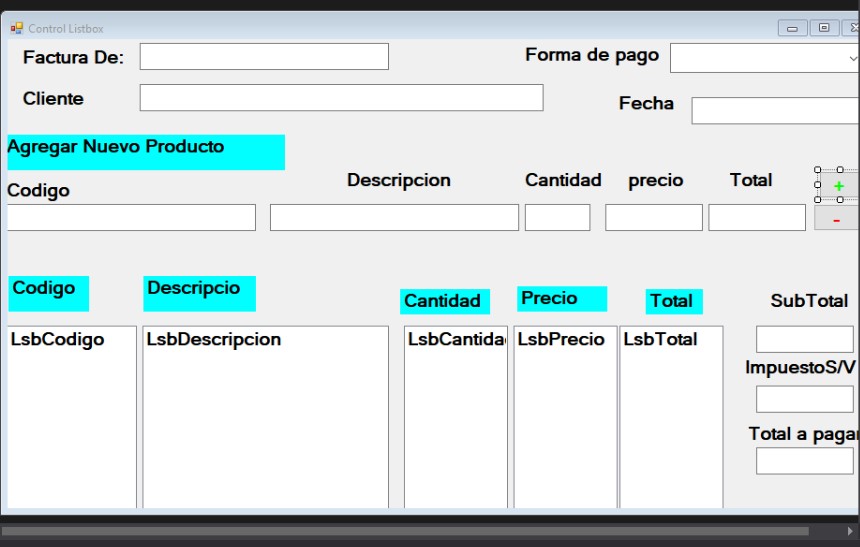 Control Listbox
Factura De:
Forma de pago
Cliente
Fecha
Agregar Nuevo Producto
Codigo
Descripcion
Cantidad
precio
Total
+
-
Codigo
Descripcio
Cantidad
Precio
Total
SubTotal
LsbCodigo
LsbDescripcion
LsbCantida
LsbPrecio
LsbTotal
ImpuestoS/V
Total a pagar